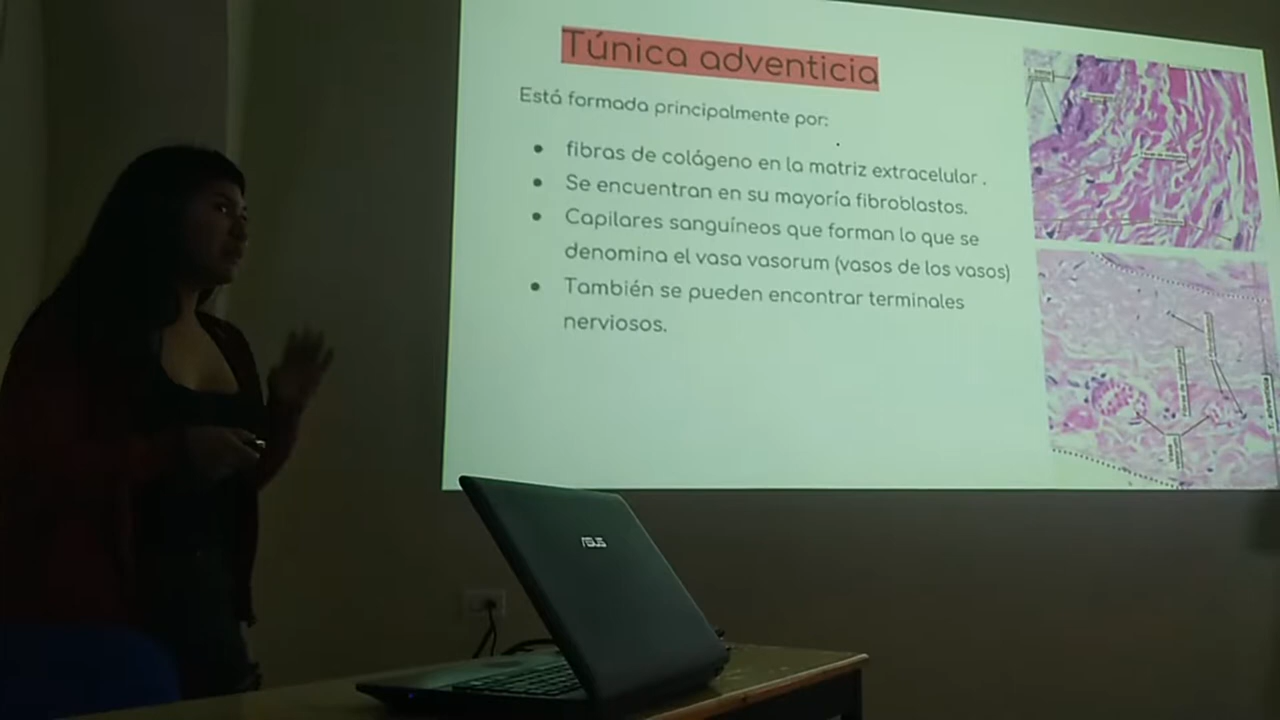 Túnica adventicia
Está formada principalmente por:
● fibras de colágeno en la matriz extracelular .
● Se encuentran en su mayoría fibroblastos.
● Capilares sanguíneos que forman lo que se
denomina el vasa vasorum (vasos de los vasos)
● También se pueden encontrar terminales
nerviosos.
ASUS